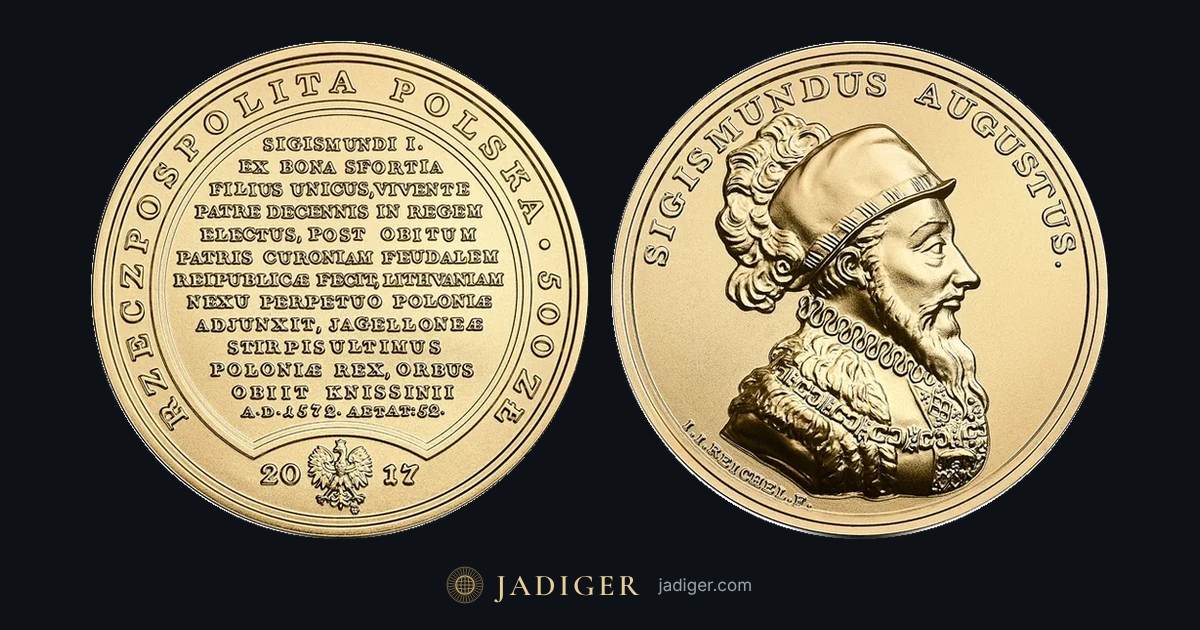 RZECZPOSPOLITA POLSKA · 500 ZŁ
SIGISMUNDI I.
EX BONA SFORTIA
FILIUS UNICUS, VIVENTE
PATRE DECENNIS IN REGEM
ELECTUS, POST OBITUM
PATRIS CURONIAM FEUDALEM
REIPUBLICÆ FECIT, LITHVANIAM
NEXU PERPETUO POLONIÆ
ADJUNXIT, JAGELLONEÆ
STIRPIS ULTIMUS
POLONIÆ REX, ORBUS
OBIIT KNISSINII
A.D.1572. AETAT:52.
20 17
SIGISMUNDUS AUGUSTUS.
I.I.REICHEL.F.
JADIGER jadiger.com